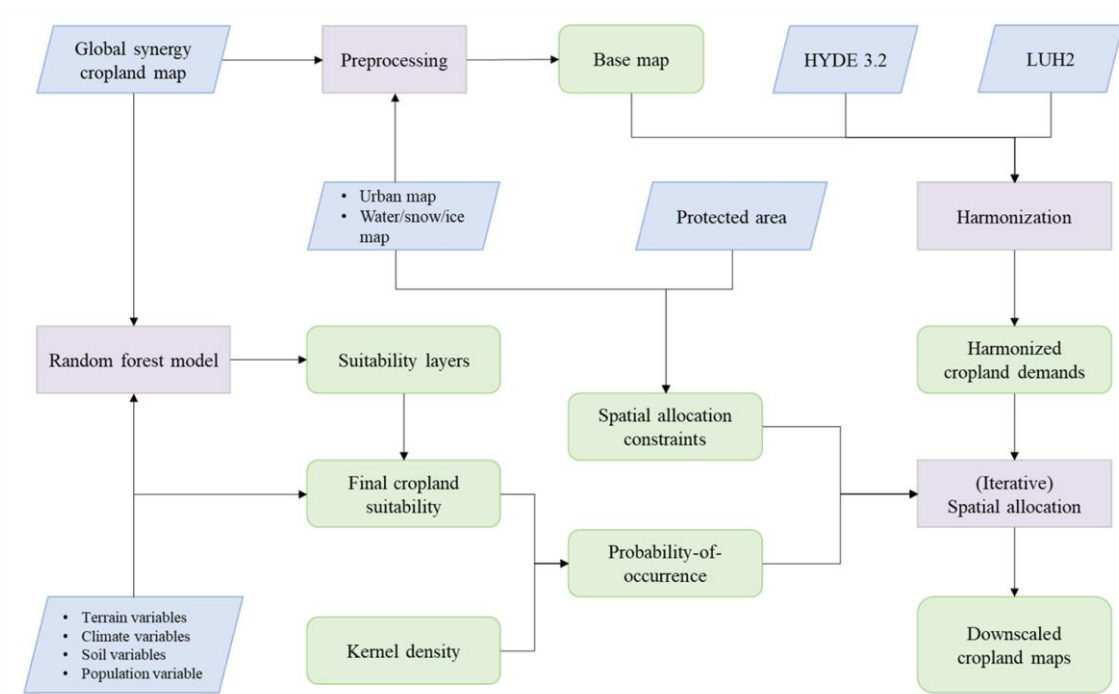 Global synergy
cropland map
Preprocessing
Base map
HYDE 3.2
LUH2
• Urban map
• Water/snow/ice
map
Protected area
Harmonization
Random forest model
Suitability layers
Harmonized
cropland demands
Spatial allocation
constraints
Final cropland
suitability
(Iterative)
Spatial allocation
Probability-of-
occurrence
• Terrain variables
• Climate variables
• Soil variables
• Population variable
Kernel density
Downscaled
cropland maps